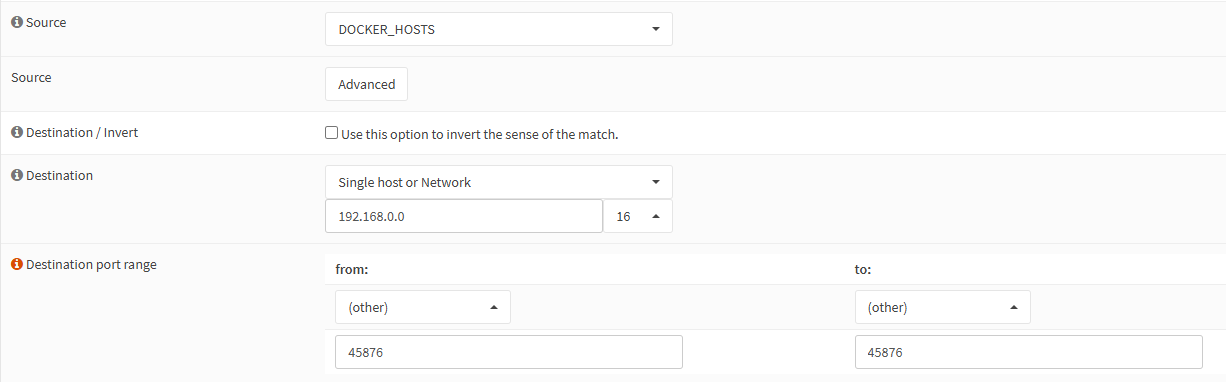 Source
DOCKER_HOSTS
Source
Advanced
Destination / Invert
Use this option to invert the sense of the match.
Destination
Single host or Network
192.168.0.0
16
Destination port range
from:
to:
(other)
(other)
45876
45876